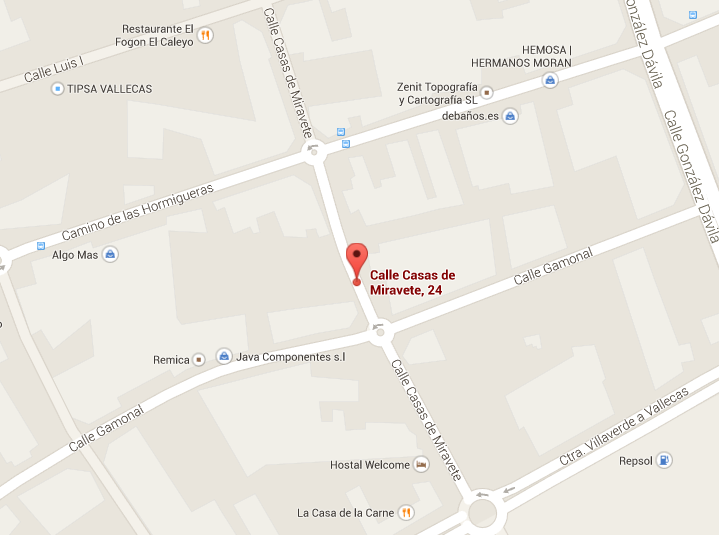 Restaurante El
Fogon El Caleyo
Calle Luis I
TIPSA VALLECAS
Calle Casas de Miravete
HEMOSA |
HERMANOS MORAN
Zenit Topografía
y Cartografía SL
debaños.es
González Dávila
Calle González Dávila
Camino de las Hormigueras
Algo Mas
Calle Casas de
Miravete, 24
Calle Gamonal
Remica
Java Componentes s.l
Calle Gamonal
Calle Casas de Miravete
Hostal Welcome
La Casa de la Carne
Ctra. Villaverde a Vallecas
Repsol